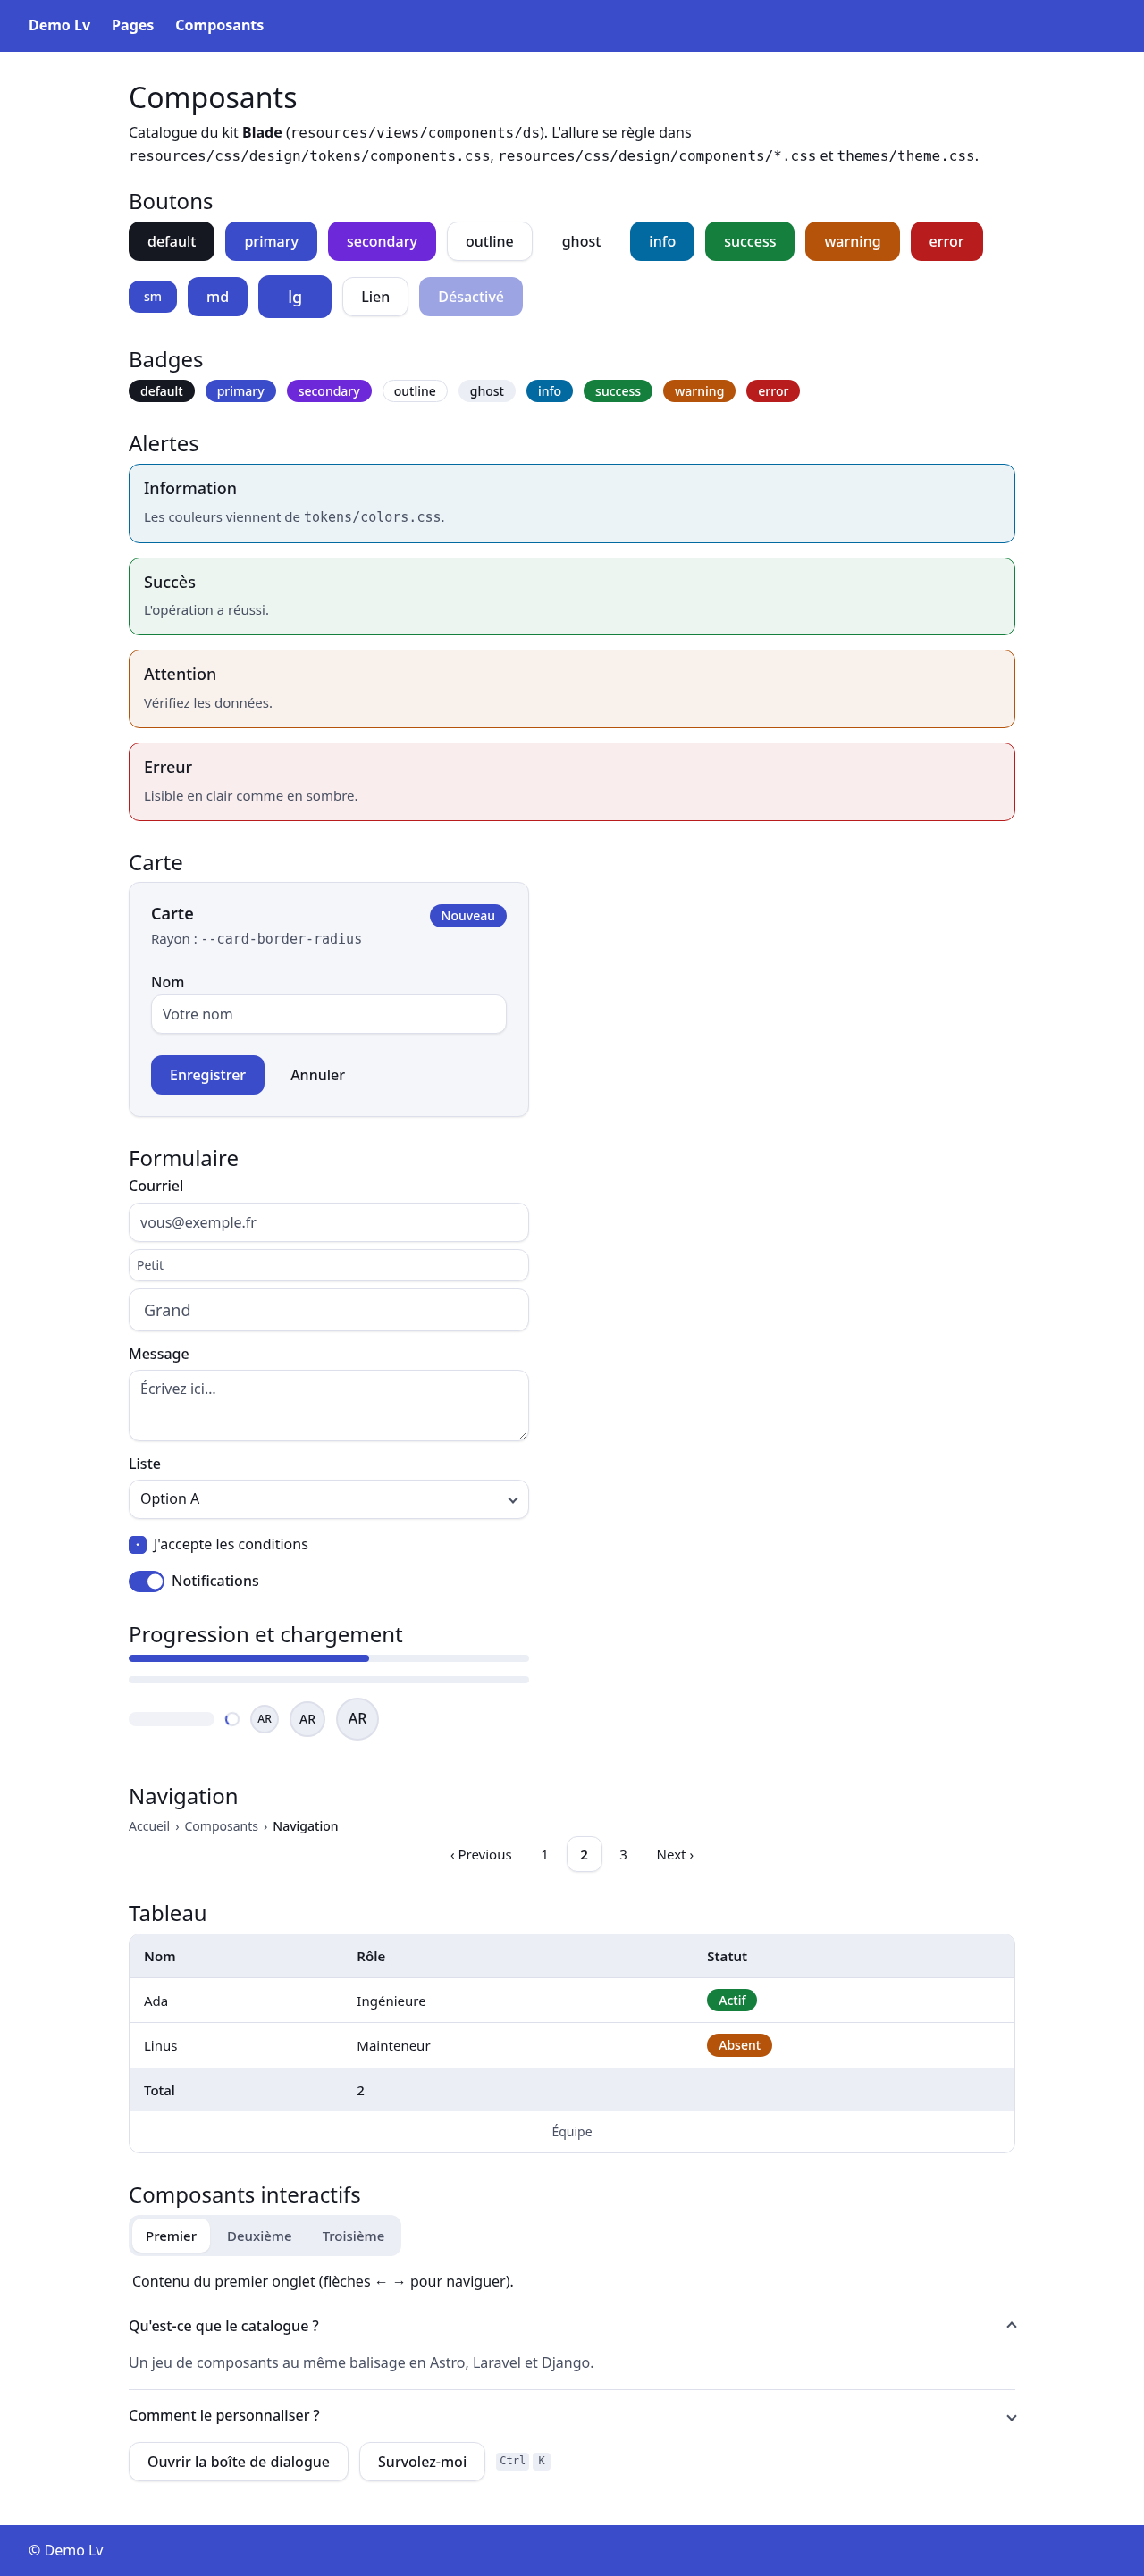 Demo Lv Pages Composants
Composants
Catalogue du kit Blade (resources/views/components/ds). L'allure se règle dans
resources/css/design/tokens/components.css, resources/css/design/components/*.css et themes/theme.css.
Boutons
default primary secondary outline ghost info success warning error
sm md lg Lien Désactivé
Badges
default primary secondary outline ghost info success warning error
Alertes
Information
Les couleurs viennent de tokens/colors.css.
Succès
L'opération a réussi.
Attention
Vérifiez les données.
Erreur
Lisible en clair comme en sombre.
Carte
Carte Nouveau
Rayon : --card-border-radius
Nom
Votre nom
Enregistrer Annuler
Formulaire
Courriel
vous@exemple.fr
Petit
Grand
Message
Écrivez ici...
Liste
Option A
J'accepte les conditions
Notifications
Progression et chargement
AR AR AR
Navigation
Accueil › Composants › Navigation
‹ Previous 1 2 3 Next ›
Tableau
Nom Rôle Statut
Ada Ingénieure Actif
Linus Mainteneur Absent
Total 2
Équipe
Composants interactifs
Premier Deuxième Troisième
Contenu du premier onglet (flèches ← → pour naviguer).
Qu'est-ce que le catalogue ?
Un jeu de composants au même balisage en Astro, Laravel et Django.
Comment le personnaliser ?
Ouvrir la boîte de dialogue Survolez-moi Ctrl K
© Demo Lv